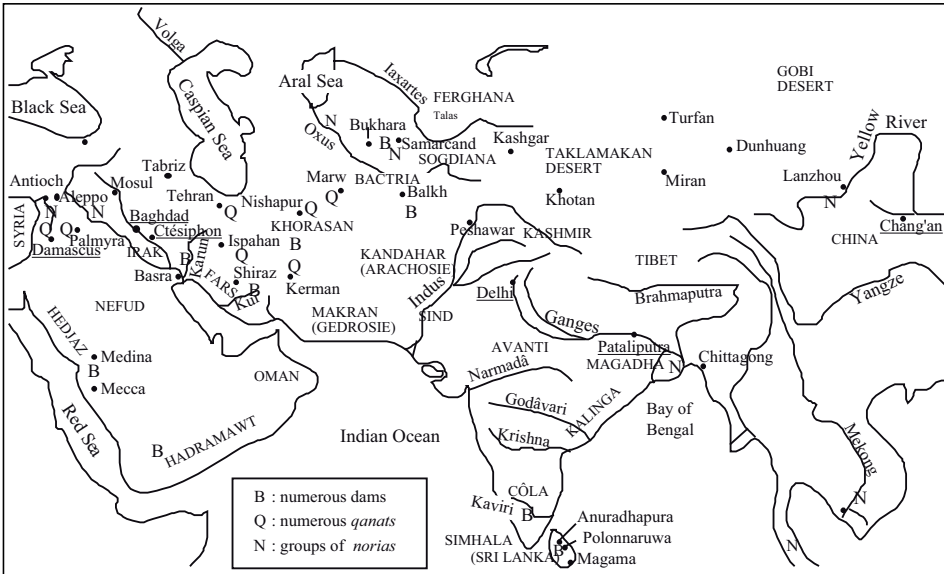 Volga
Black Sea
Caspian Sea
Aral Sea
Iaxartes
Oxus
FERGHANA
Talas
GOBI
DESERT
Yellow
River
N
Bukhara
B
Samarcand
N
SOGDIANA
Kashgar
TAKLAMAKAN
DESERT
Turfan
Dunhuang
Miran
Khotan
Lanzhou
N
Chang'an
CHINA
Antioch
Aleppo
N
N
Mosul
Tabriz
Tehran
Q
Nishapur
Q
Marw
Q
BACTRIA
Balkh
B
SYRIA
Q
Q
Palmyra
Damascus
Baghdad
Ctésiphon
IRAK
B
Karun
Ispahan
Q
KHORASAN
B
Q
Kerman
Shiraz
B
FARS
Kur
Basra
KANDAHAR
(ARACHOSIE)
Peshawar
KASHMIR
TIBET
Indus
Delhi
Brahmaputra
Yangze
NEFUD
MAKRAN
(GEDROSIE)
SIND
Ganges
AVANTI
Pataliputra
MAGADHA
N
Chittagong
HEDJAZ
Medina
B
Mecca
OMAN
Narmadâ
Godâvari
KALINGA
Krishna
Bay of
Bengal
Red Sea
B
HADRAMAWT
Indian Ocean
Mekong
N
N
CÔLA
Kaviri
B
SIMHALA
(SRI LANKA)
B
Anuradhapura
Polonnaruwa
Magama
B : numerous dams
Q : numerous qanats
N : groups of norias